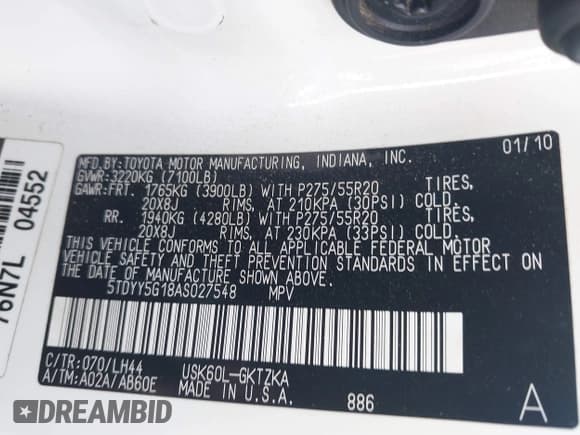 76N7L 04552
MFD.BY:TOYOTA MOTOR MANUFACTURING, INDIANA, INC. 01/10
GVWR:3220KG (7100LB)
GAWR:FRT. 1765KG (3900LB) WITH P275/55R20 TIRES,
20X8J RIMS, AT 210KPA (30PSI) COLD.
RR. 1940KG (4280LB) WITH P275/55R20 TIRES,
20X8J RIMS, AT 230KPA (33PSI) COLD.
THIS VEHICLE CONFORMS TO ALL APPLICABLE FEDERAL MOTOR
VEHICLE SAFETY AND THEFT PREVENTION STANDARDS IN EFFECT ON
THE DATE OF MANUFACTURE SHOWN ABOVE.
5TDYY5G18AS027548 MPV
C/TR:070/LH44 USK60L-GKTZKA
A/TM:A02A/AB60E MADE IN U.S.A. 886 A
DREAMBID